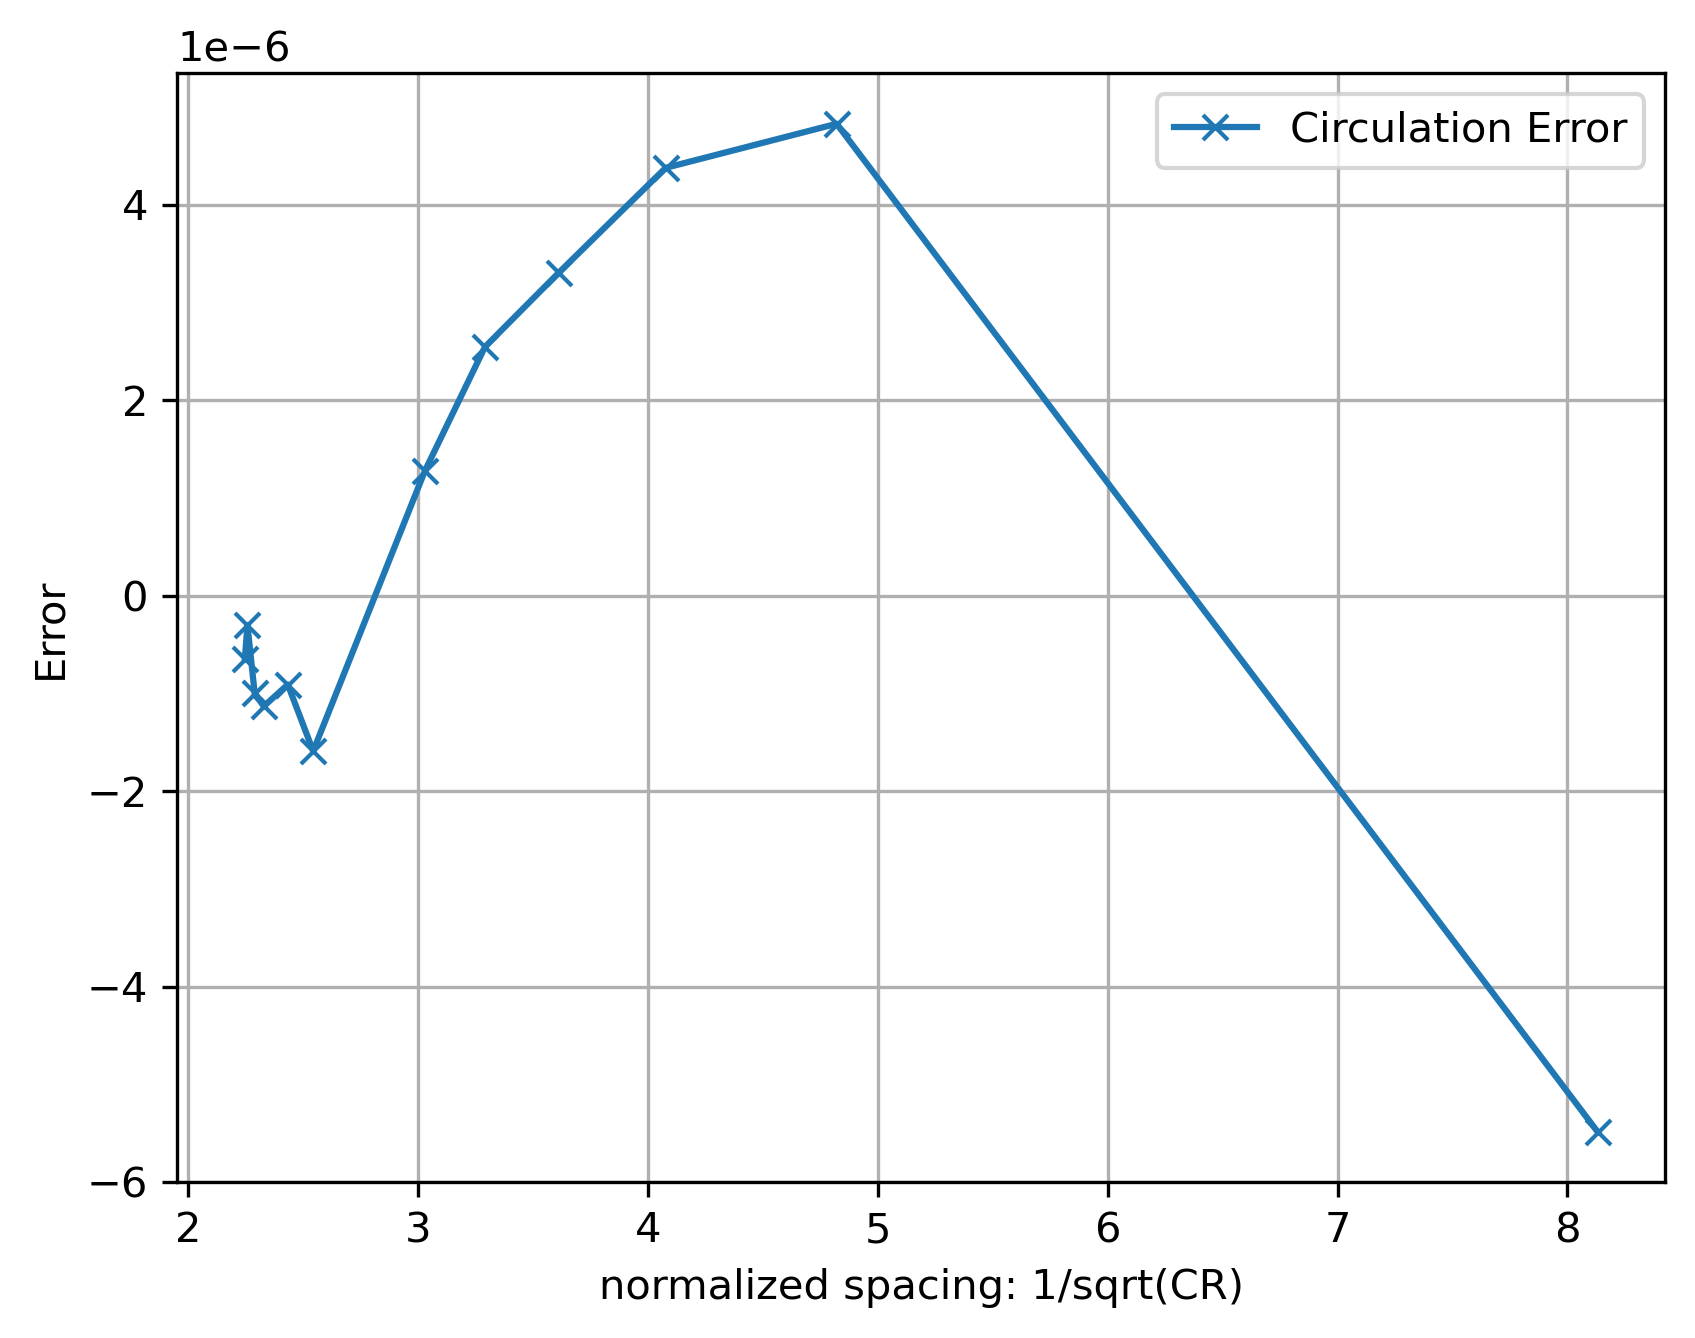 1e−6
Circulation Error
4
2
0
−2
−4
−6
Error
2 3 4 5 6 7 8
normalized spacing: 1/sqrt(CR)